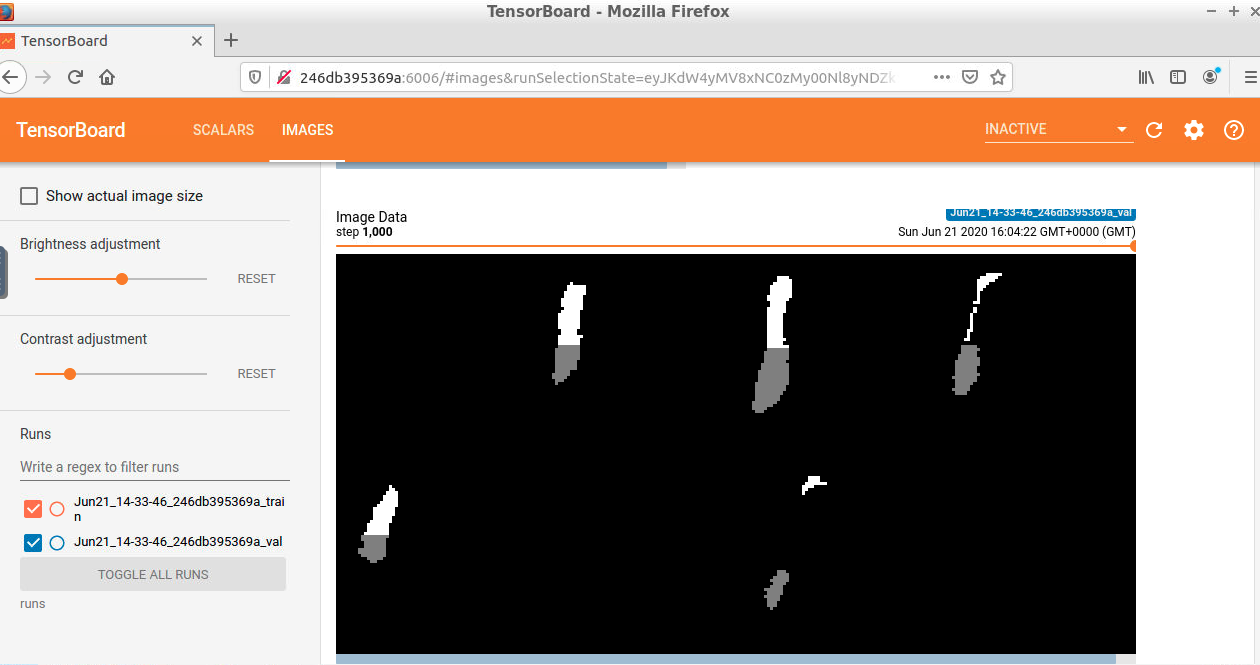 TensorBoard - Mozilla Firefox
TensorBoard
246db395369a:6006/#images&runSelectionState=eyJKdW4yMV8xNC0zMy00Nl8yNDZk
TensorBoard
SCALARS
IMAGES
INACTIVE
Show actual image size
Brightness adjustment
RESET
Contrast adjustment
RESET
Runs
Write a regex to filter runs
Jun21_14-33-46_246db395369a_trai
n
Jun21_14-33-46_246db395369a_val
TOGGLE ALL RUNS
runs
Image Data
Jun21_14-33-46_246db395369a_val
step 1,000
Sun Jun 21 2020 16:04:22 GMT+0000 (GMT)